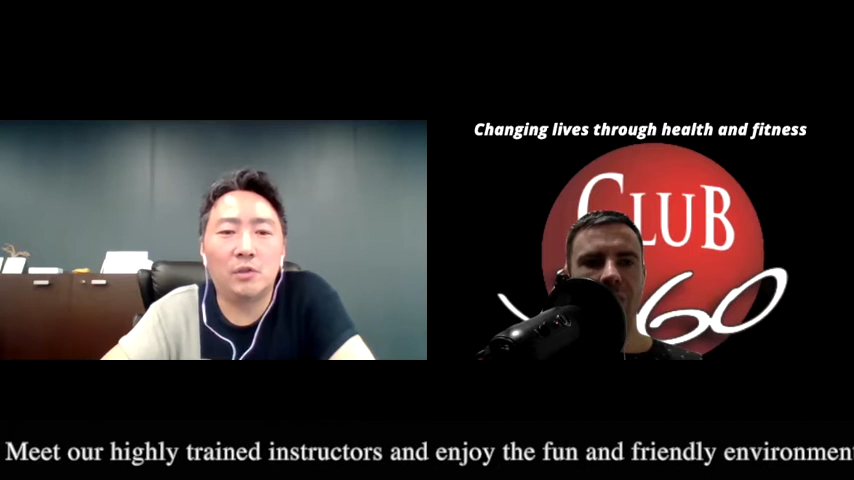 Changing lives through health and fitness
CLUB
360
Meet our highly trained instructors and enjoy the fun and friendly environment